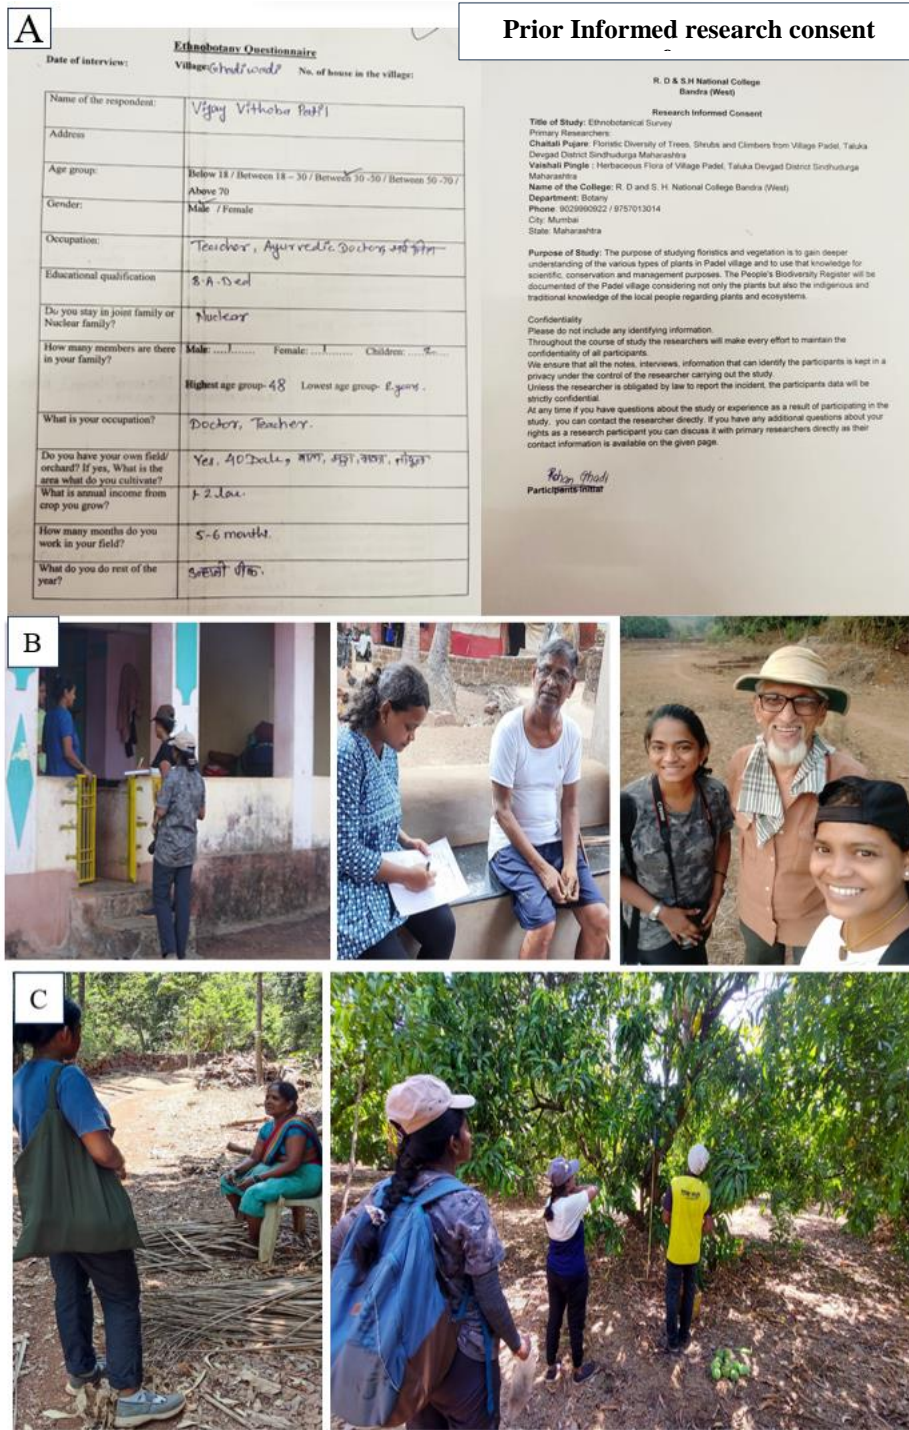 A
Prior Informed research consent
Ethnobotany Questionnaire
Date of interview: Village: Ghadiwadi No. of house in the village:
Name of the respondent: Vijay Vithoba Patil
Address
Age group: Below 18 / Between 18 – 30 / Between 30 -50 / Between 50 -70 /
Above 70
Gender: Male / Female
Occupation: Teacher, Ayurvedic Doctor,
Educational qualification
Do you stay in joint family or Nuclear
Nuclear family?
How many members are there Male: ...1...... Female: ...1...... Children: ....2...
in your family?
Highest age group- 48 Lowest age group- 2 years.
What is your occupation? Doctor, Teacher.
Do you have your own field/ Yes,
orchard? If yes, What is the
area what do you cultivate?
What is annual income from
crop you grow?
How many months do you 5-6 months.
work in your field?
What do you do rest of the
year?
R. D & S.H National College
Bandra (West)
Research Informed Consent
Title of Study: Ethnobotanical Survey
Primary Researchers:
Chaitali Pujare: Floristic Diversity of Trees, Shrubs and Climbers from Village Padel, Taluka
Devgad District Sindhudurga Maharashtra
Vaishali Pingle : Herbaceous Flora of Village Padel, Taluka Devgad District Sindhudurga
Maharashtra
Name of the College: R. D and S. H. National College Bandra (West)
Department: Botany
Phone: 9029990922 / 9757013014
City: Mumbai
State: Maharashtra
Purpose of Study: The purpose of studying floristics and vegetation is to gain deeper
understanding of the various types of plants in Padel village and to use that knowledge for
scientific, conservation and management purposes. The People's Biodiversity Register will be
documented of the Padel village considering not only the plants but also the indigenous and
traditional knowledge of the local people regarding plants and ecosystems.
Confidentiality
Please do not include any identifying information.
Throughout the course of study the researchers will make every effort to maintain the
confidentiality of all participants.
We ensure that all the notes, interviews, information that can identify the participants is kept in a
privacy under the control of the researcher carrying out the study.
Unless the researcher is obligated by law to report the incident, the participants data will be
strictly confidential.
At any time if you have questions about the study or experience as a result of participating in the
study, you can contact the researcher directly. If you have any additional questions about your
rights as a research participant you can discuss it with primary researchers directly as their
contact information is available on the given page.
Rohan Ghadi
Participants Initial
B
C